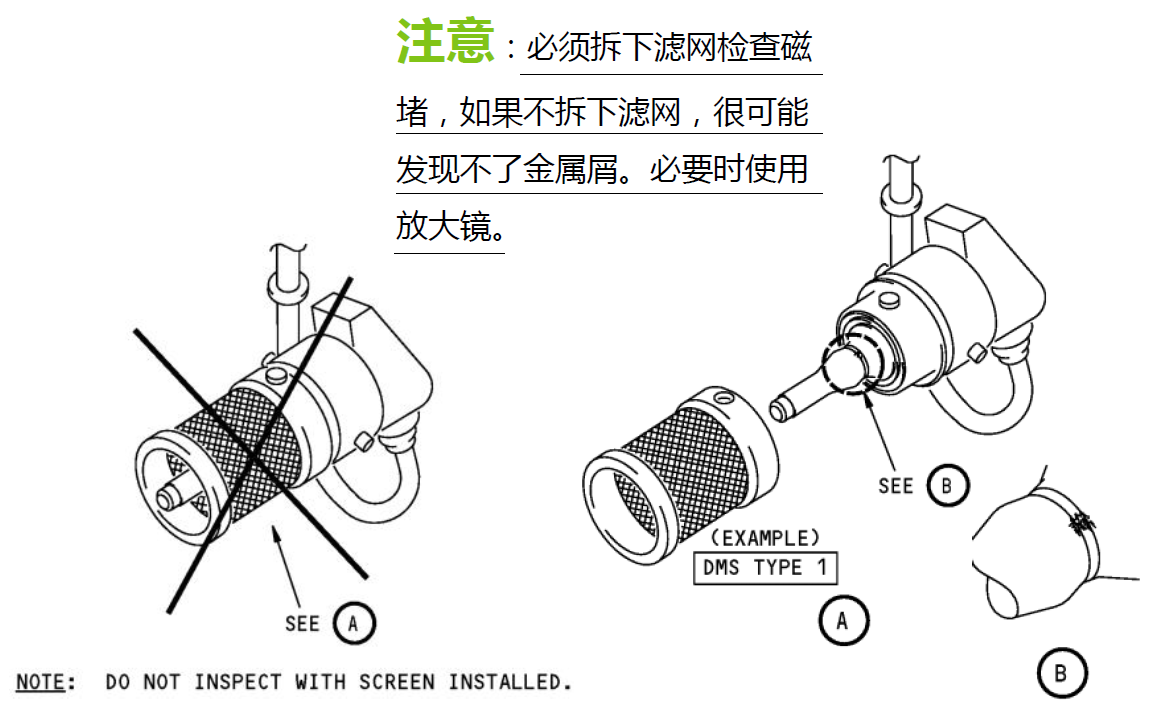 注意：必须拆下滤网检查磁
堵，如果不拆下滤网，很可能
发现不了金属屑。必要时使用
放大镜。
SEE A
SEE B
(EXAMPLE)
DMS TYPE 1
A
B
NOTE: DO NOT INSPECT WITH SCREEN INSTALLED.